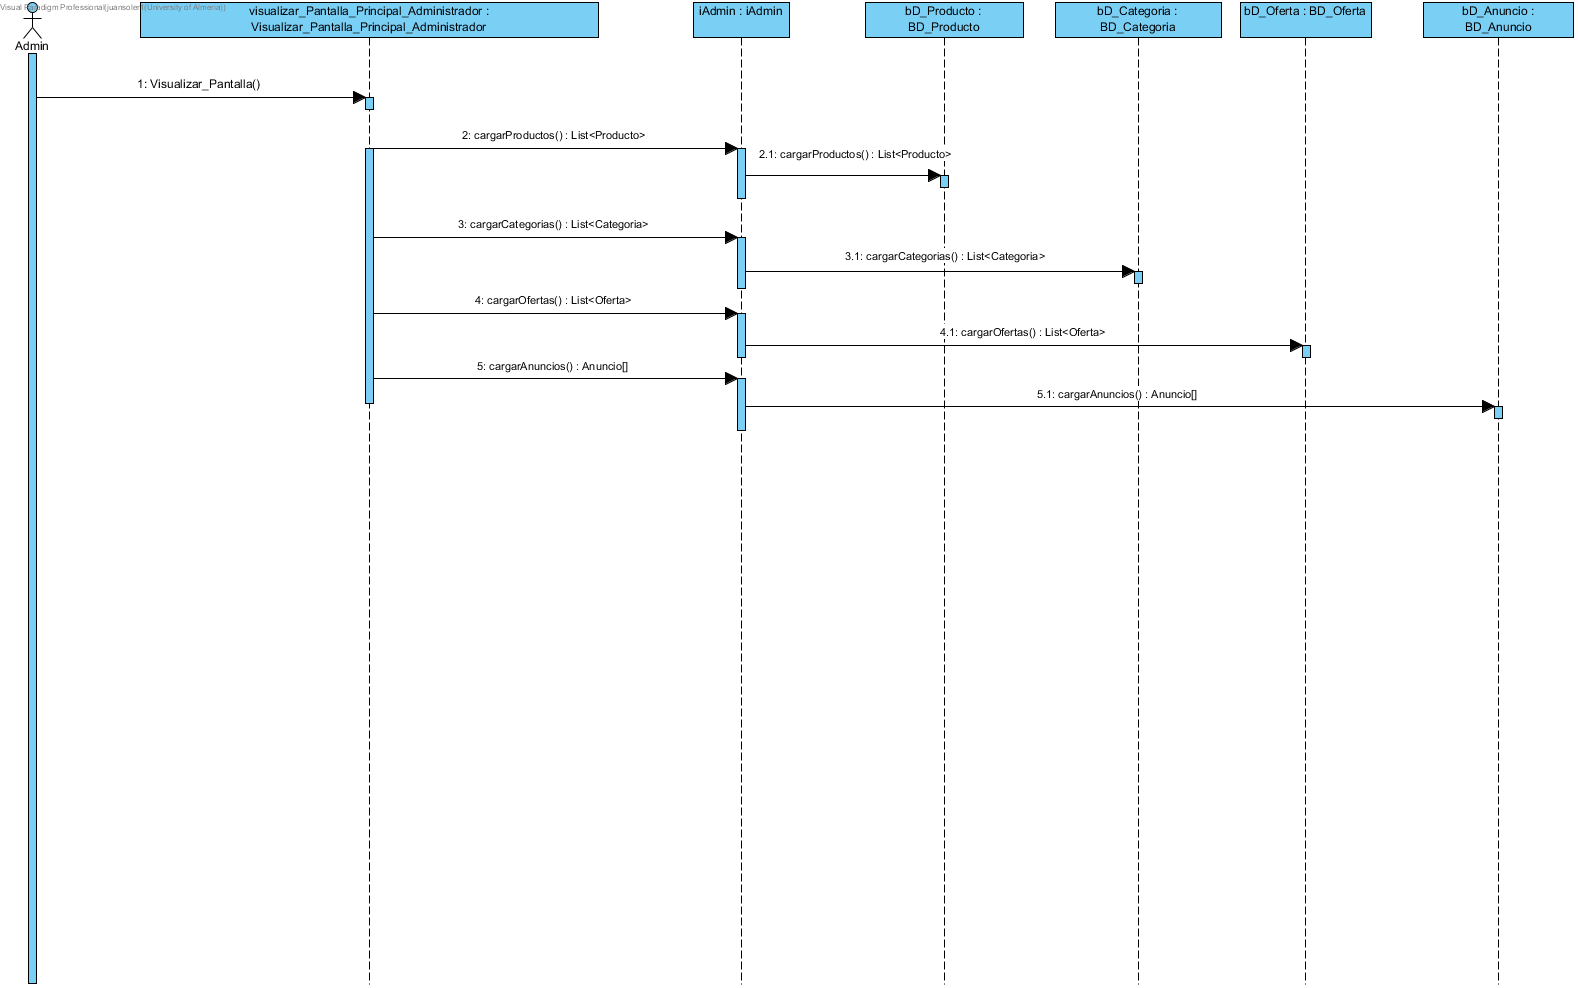 Visual Paradigm Professional(juansoler(University of Almeria))
Admin
visualizar_Pantalla_Principal_Administrador :
Visualizar_Pantalla_Principal_Administrador
iAdmin : iAdmin
bD_Producto :
BD_Producto
bD_Categoria :
BD_Categoria
bD_Oferta : BD_Oferta
bD_Anuncio :
BD_Anuncio
1: Visualizar_Pantalla()
2: cargarProductos() : List<Producto>
2.1: cargarProductos() : List<Producto>
3: cargarCategorias() : List<Categoria>
3.1: cargarCategorias() : List<Categoria>
4: cargarOfertas() : List<Oferta>
4.1: cargarOfertas() : List<Oferta>
5: cargarAnuncios() : Anuncio[]
5.1: cargarAnuncios() : Anuncio[]